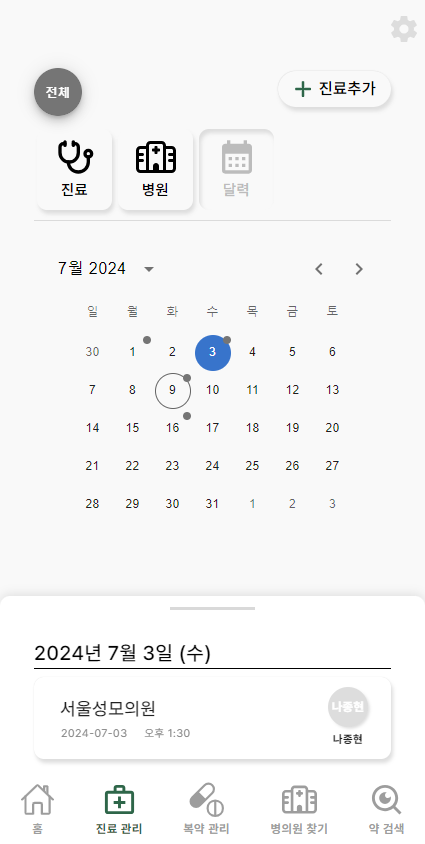 전체
진료추가
진료 병원 달력
7월 2024
일 월 화 수 목 금 토
30 1 2 3 4 5 6
7 8 9 10 11 12 13
14 15 16 17 18 19 20
21 22 23 24 25 26 27
28 29 30 31 1 2 3
2024년 7월 3일 (수)
서울성모의원
나종현
2024-07-03 오후 1:30
나종현
홈 진료 관리 복약 관리 병의원 찾기 약 검색